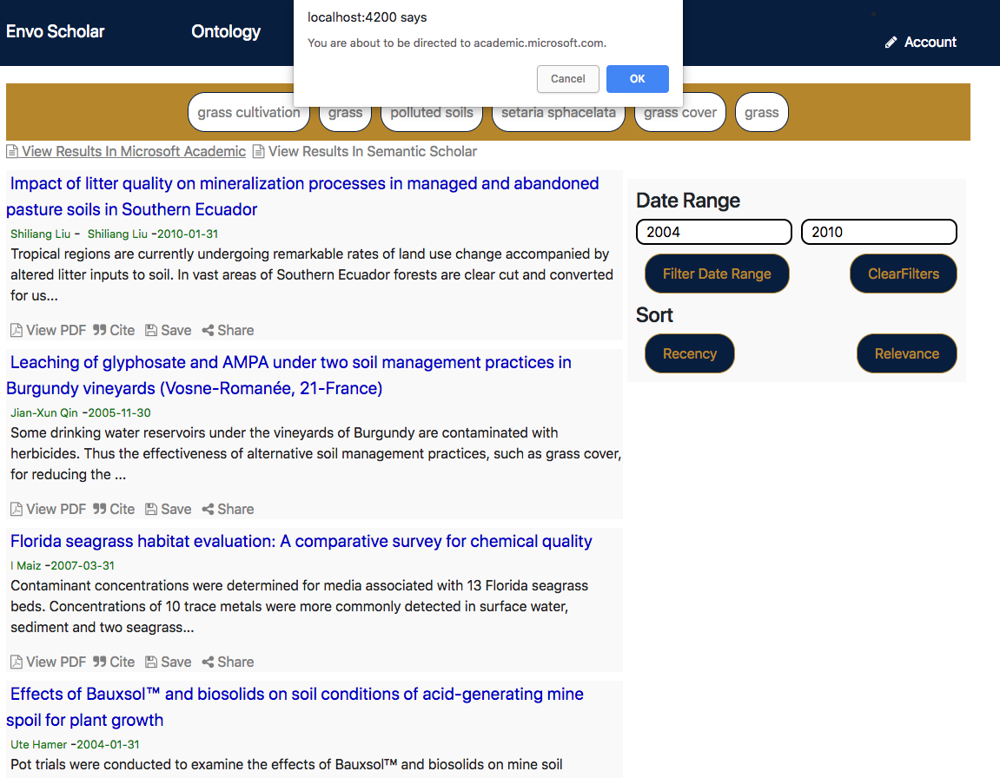 localhost:4200 says
You are about to be directed to academic.microsoft.com.
Cancel OK
Envo Scholar Ontology Account
grass cultivation grass polluted soils setaria sphacelata grass cover grass
View Results In Microsoft Academic View Results In Semantic Scholar
Impact of litter quality on mineralization processes in managed and abandoned
pasture soils in Southern Ecuador
Shiliang Liu - Shiliang Liu -2010-01-31
Tropical regions are currently undergoing remarkable rates of land use change accompanied by
altered litter inputs to soil. In vast areas of Southern Ecuador forests are clear cut and converted
for us...
View PDF Cite Save Share
Leaching of glyphosate and AMPA under two soil management practices in
Burgundy vineyards (Vosne-Romanée, 21-France)
Jian-Xun Qin -2005-11-30
Some drinking water reservoirs under the vineyards of Burgundy are contaminated with
herbicides. Thus the effectiveness of alternative soil management practices, such as grass cover,
for reducing the ...
View PDF Cite Save Share
Florida seagrass habitat evaluation: A comparative survey for chemical quality
I Maiz -2007-03-31
Contaminant concentrations were determined for media associated with 13 Florida seagrass
beds. Concentrations of 10 trace metals were more commonly detected in surface water,
sediment and two seagrass...
View PDF Cite Save Share
Effects of Bauxsol™ and biosolids on soil conditions of acid-generating mine
spoil for plant growth
Ute Hamer -2004-01-31
Pot trials were conducted to examine the effects of Bauxsol™ and biosolids on mine soil
Date Range
2004 2010
Filter Date Range ClearFilters
Sort
Recency Relevance